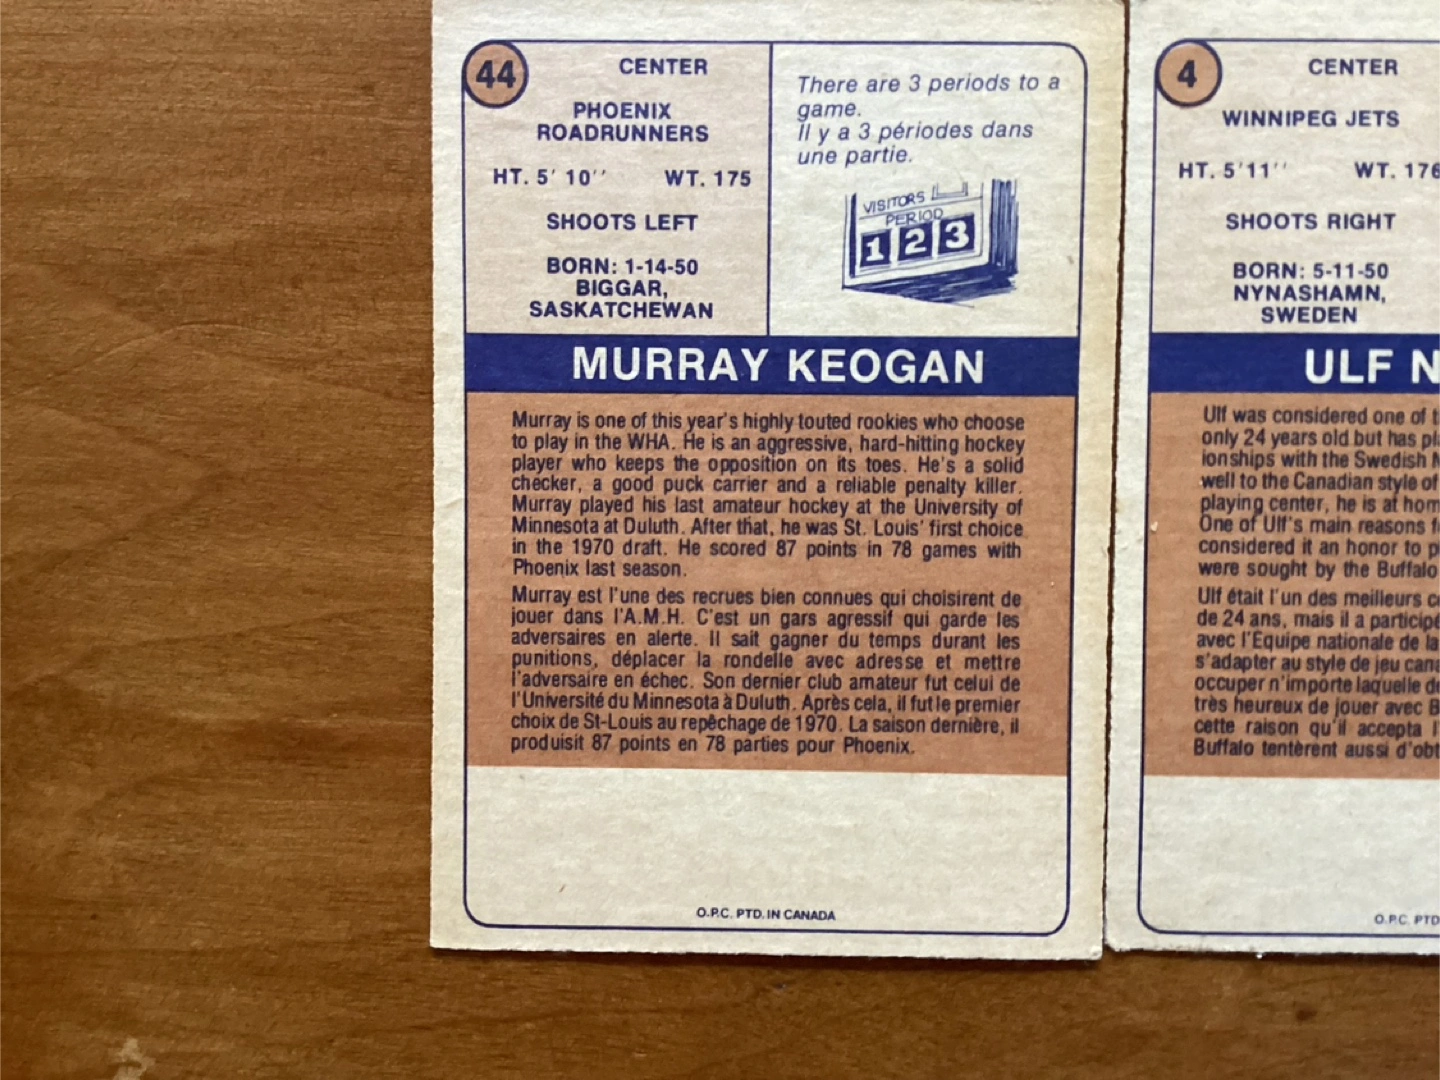 44
CENTER
PHOENIX
ROADRUNNERS
HT. 5' 10'' WT. 175
SHOOTS LEFT
BORN: 1-14-50
BIGGAR,
SASKATCHEWAN
There are 3 periods to a
game.
Il y a 3 périodes dans
une partie.
VISITORS
PERIOD
1 2 3
MURRAY KEOGAN
Murray is one of this year's highly touted rookies who choose
to play in the WHA. He is an aggressive, hard-hitting hockey
player who keeps the opposition on its toes. He's a solid
checker, a good puck carrier and a reliable penalty killer.
Murray played his last amateur hockey at the University of
Minnesota at Duluth. After that, he was St. Louis' first choice
in the 1970 draft. He scored 87 points in 78 games with
Phoenix last season.
Murray est l'une des recrues bien connues qui choisirent de
jouer dans l'A.M.H. C'est un gars agressif qui garde les
adversaires en alerte. Il sait gagner du temps durant les
punitions, déplacer la rondelle avec adresse et mettre
l'adversaire en échec. Son dernier club amateur fut celui de
l'Université du Minnesota à Duluth. Après cela, il fut le premier
choix de St-Louis au repêchage de 1970. La saison dernière, il
produisit 87 points en 78 parties pour Phoenix.
O.P.C. PTD. IN CANADA
4
CENTER
WINNIPEG JETS
HT. 5'11'' WT. 176
SHOOTS RIGHT
BORN: 5-11-50
NYNASHAMN,
SWEDEN
ULF N
Ulf was considered one of
only 24 years old but has
ionships with the Swedish
well to the Canadian style of
playing center, he is at
One of Ulf's main reasons
considered it an honor to
were sought by the Buffalo
Ulf était l'un des meilleurs
de 24 ans, mais il a participé
avec l'Équipe nationale de la
s'adapter au style de jeu
occuper n'importe laquelle
très heureux de jouer avec
cette raison qu'il accepta
Buffalo tentèrent aussi
O.P.C. PTD